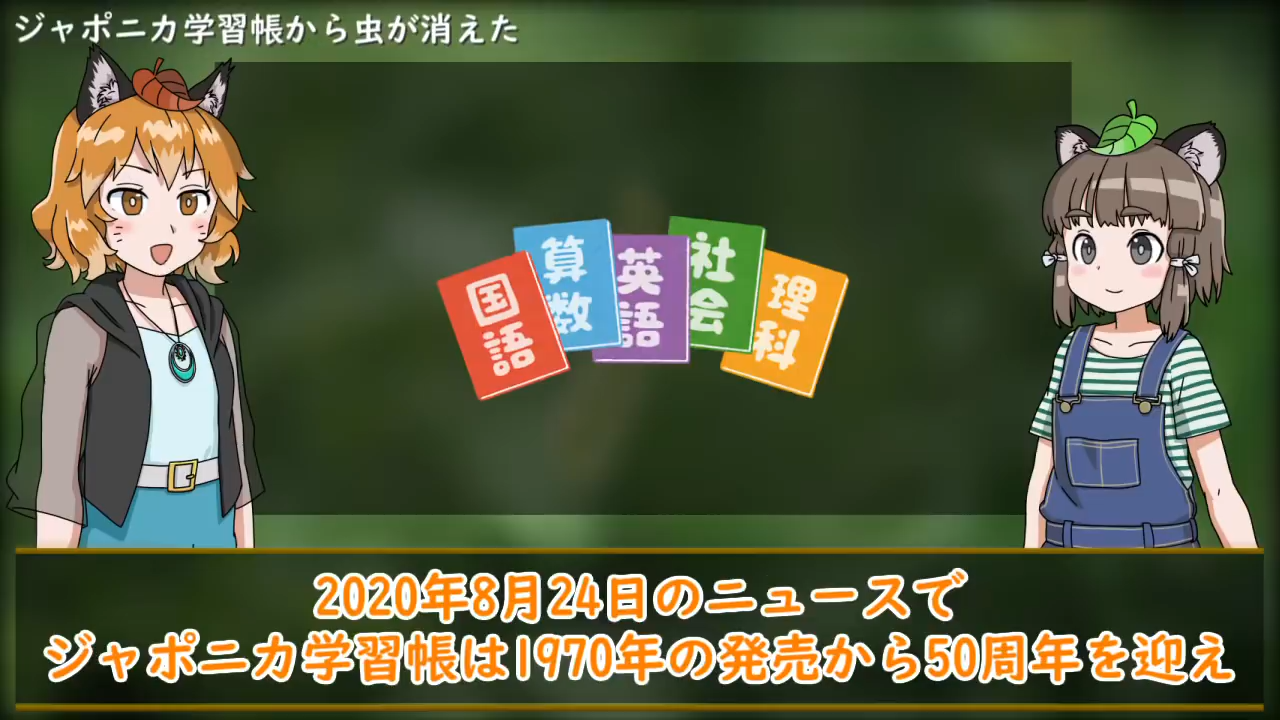 ジャポニカ学習帳から虫が消えた
国語
算数
英語
社会
理科
2020年8月24日のニュースで
ジャポニカ学習帳は1970年の発売から50周年を迎え